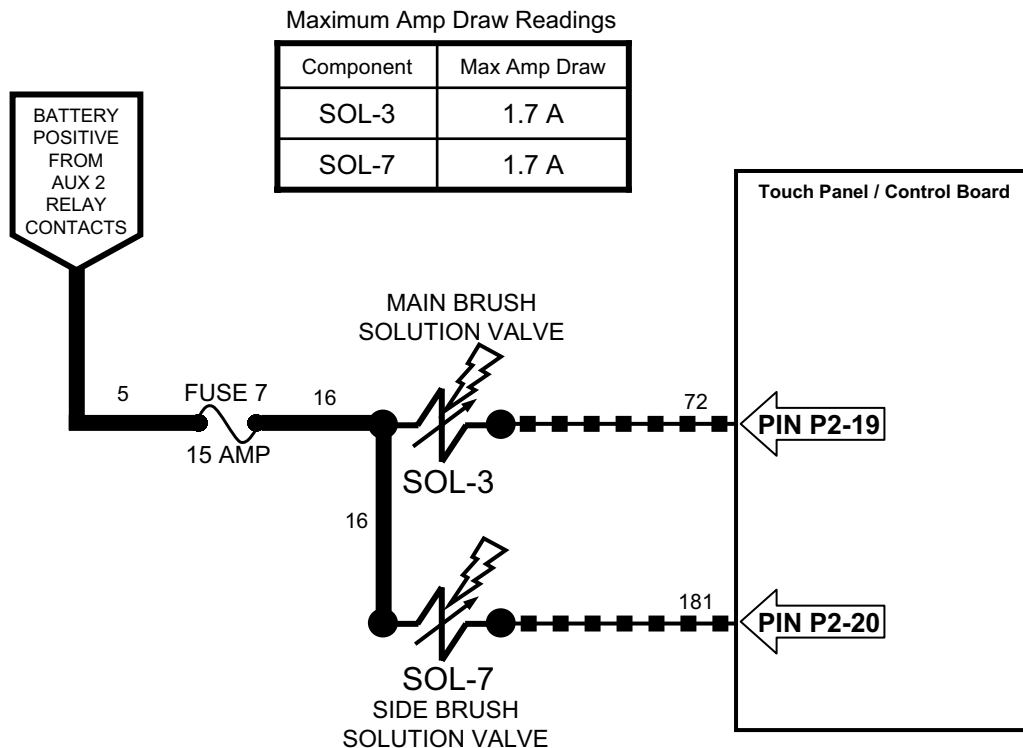 Maximum Amp Draw Readings
Component Max Amp Draw
SOL-3 1.7 A
SOL-7 1.7 A
BATTERY
POSITIVE
FROM
AUX 2
RELAY
CONTACTS
Touch Panel / Control Board
MAIN BRUSH
SOLUTION VALVE
5
FUSE 7
15 AMP
16
72
PIN P2-19
SOL-3
16
181
PIN P2-20
SOL-7
SIDE BRUSH
SOLUTION VALVE